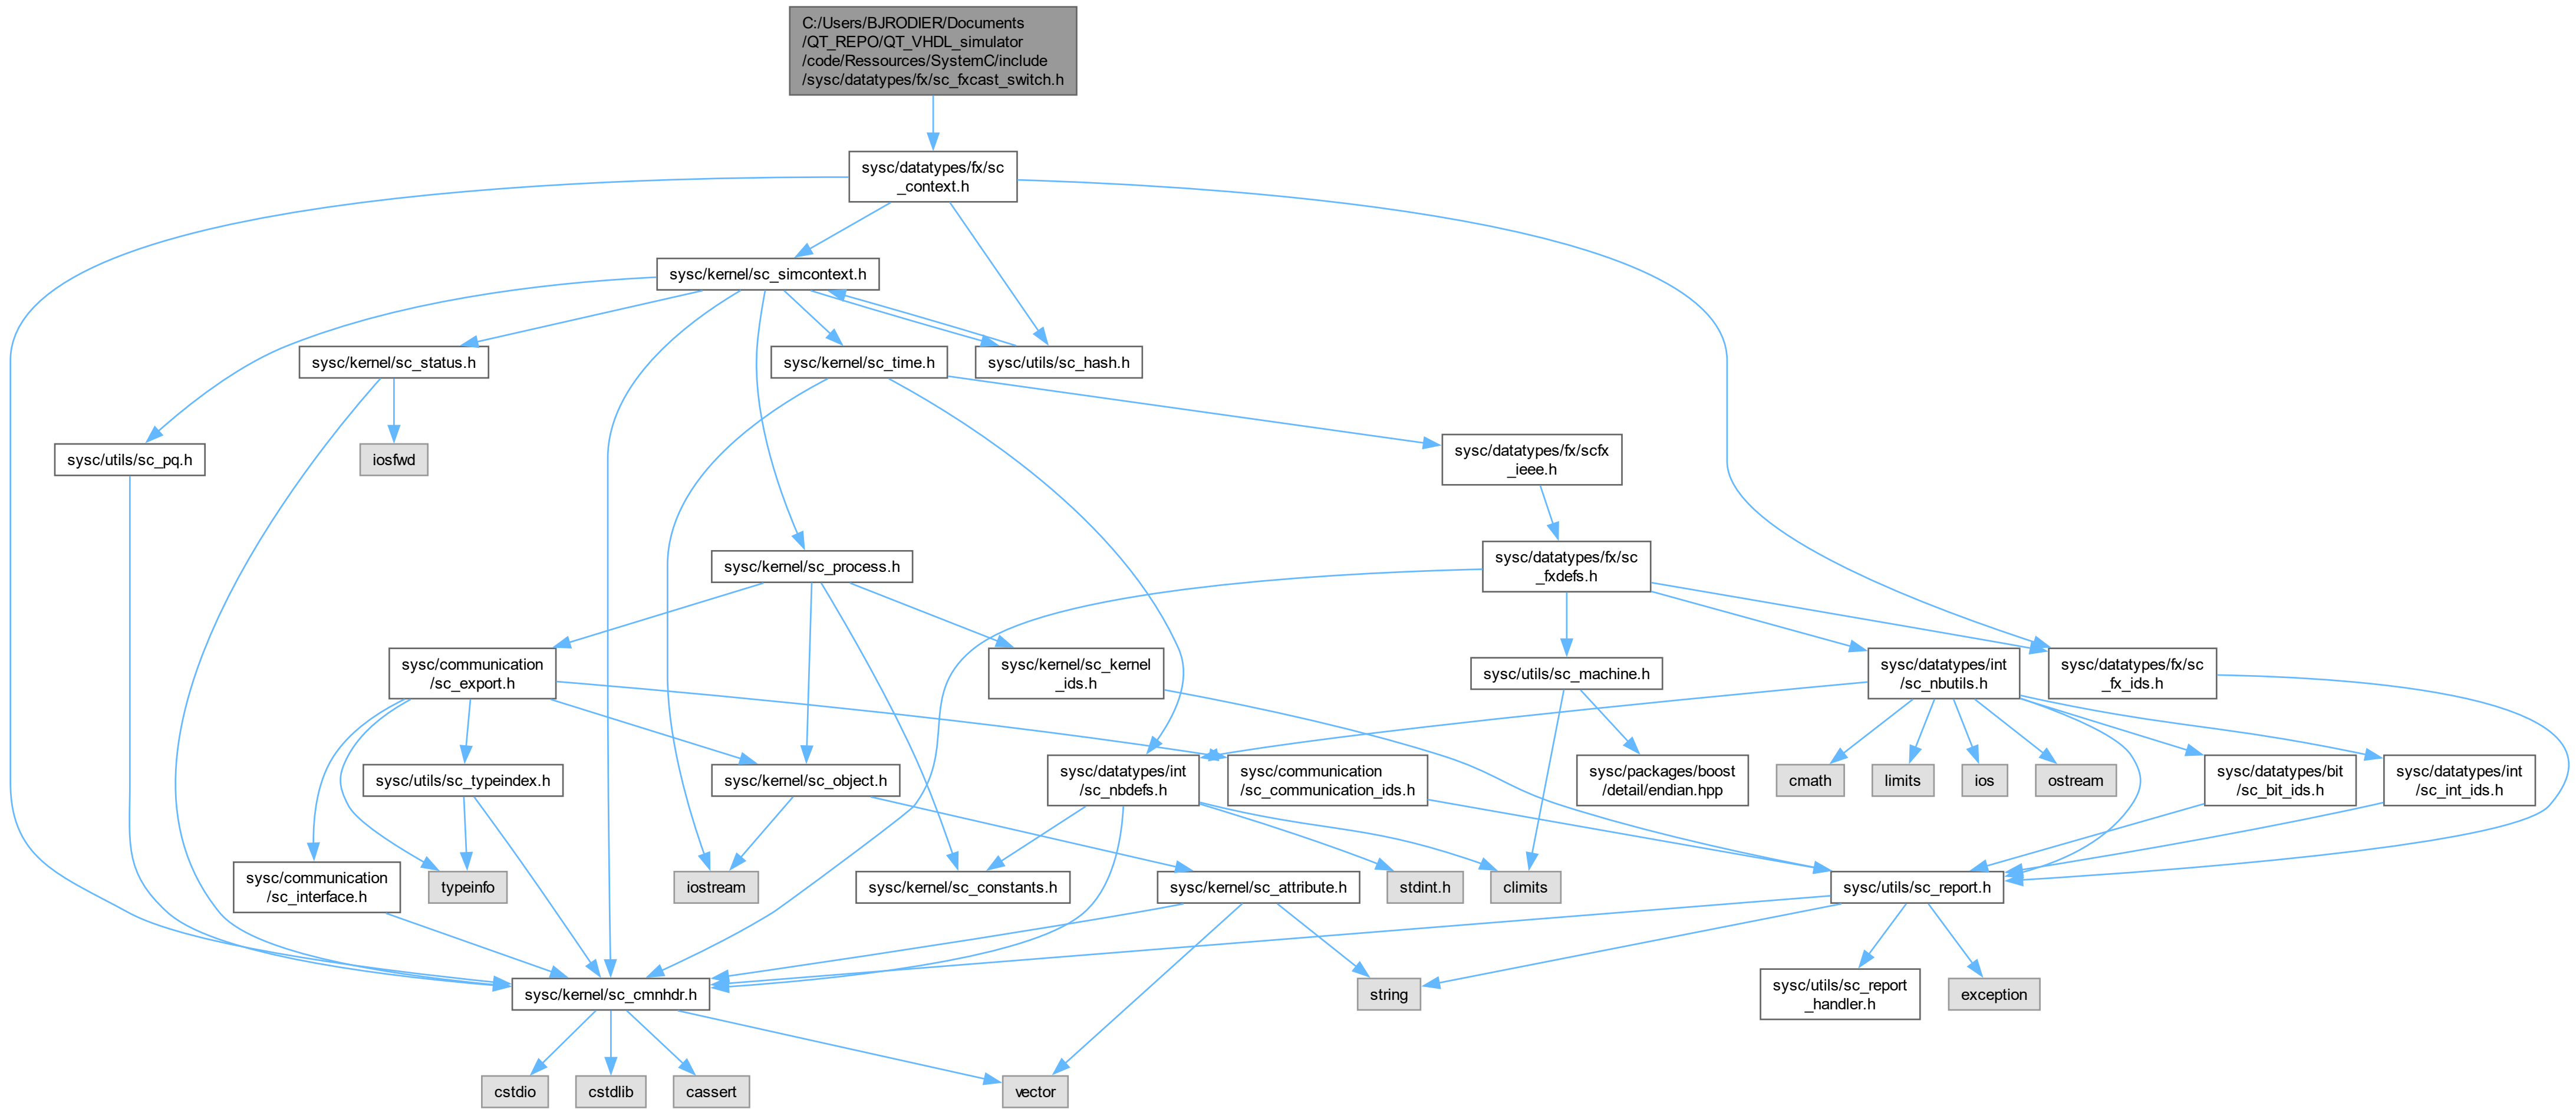 C:/Users/BJRODIER/Documents
/QT_REPO/QT_VHDL_simulator
/code/Ressources/SystemC/include
/sysc/datatypes/fx/sc_fxcast_switch.h
sysc/datatypes/fx/sc
_context.h
sysc/kernel/sc_simcontext.h
sysc/kernel/sc_status.h
sysc/kernel/sc_time.h
sysc/utils/sc_hash.h
sysc/utils/sc_pq.h
iosfwd
sysc/datatypes/fx/scfx
_ieee.h
sysc/kernel/sc_process.h
sysc/datatypes/fx/sc
_fxdefs.h
sysc/communication
/sc_export.h
sysc/kernel/sc_kernel
_ids.h
sysc/utils/sc_machine.h
sysc/datatypes/int
/sc_nbutils.h
sysc/datatypes/fx/sc
_fx_ids.h
sysc/utils/sc_typeindex.h
sysc/kernel/sc_object.h
sysc/datatypes/int
/sc_nbdefs.h
sysc/communication
/sc_communication_ids.h
sysc/packages/boost
/detail/endian.hpp
cmath
limits
ios
ostream
sysc/datatypes/bit
/sc_bit_ids.h
sysc/datatypes/int
/sc_int_ids.h
sysc/communication
/sc_interface.h
typeinfo
iostream
sysc/kernel/sc_constants.h
sysc/kernel/sc_attribute.h
stdint.h
climits
sysc/utils/sc_report.h
sysc/kernel/sc_cmnhdr.h
string
sysc/utils/sc_report
_handler.h
exception
cstdio
cstdlib
cassert
vector